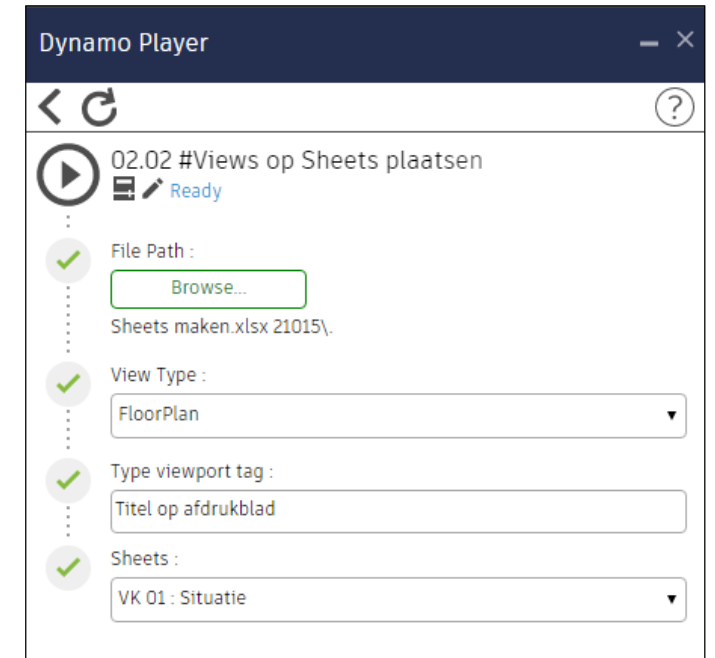 Dynamo Player
02.02 #Views op Sheets plaatsen
Ready
File Path :
Browse...
Sheets maken.xlsx 21015\.
View Type :
FloorPlan
Type viewport tag :
Titel op afdrukblad
Sheets :
VK 01 : Situatie